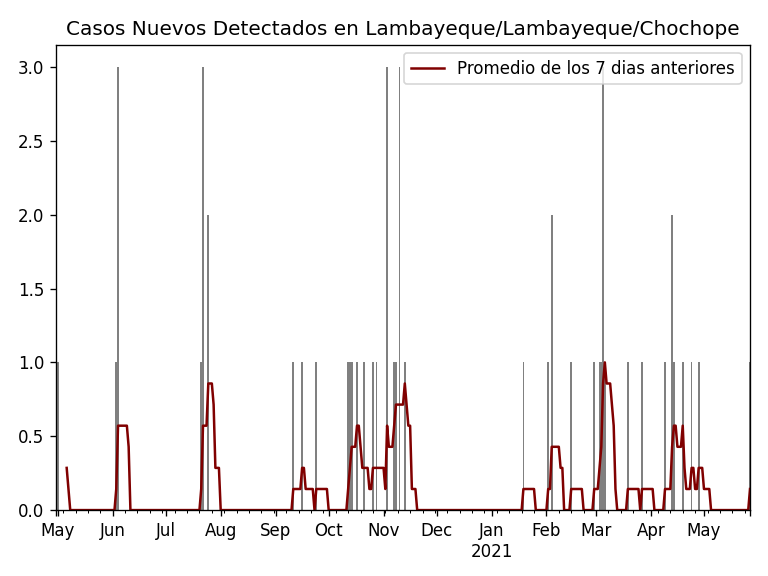 Casos Nuevos Detectados en Lambayeque/Lambayeque/Chochope
Promedio de los 7 dias anteriores
3.0
2.5
2.0
1.5
1.0
0.5
0.0
May Jun Jul Aug Sep Oct Nov Dec Jan Feb Mar Apr May
2021